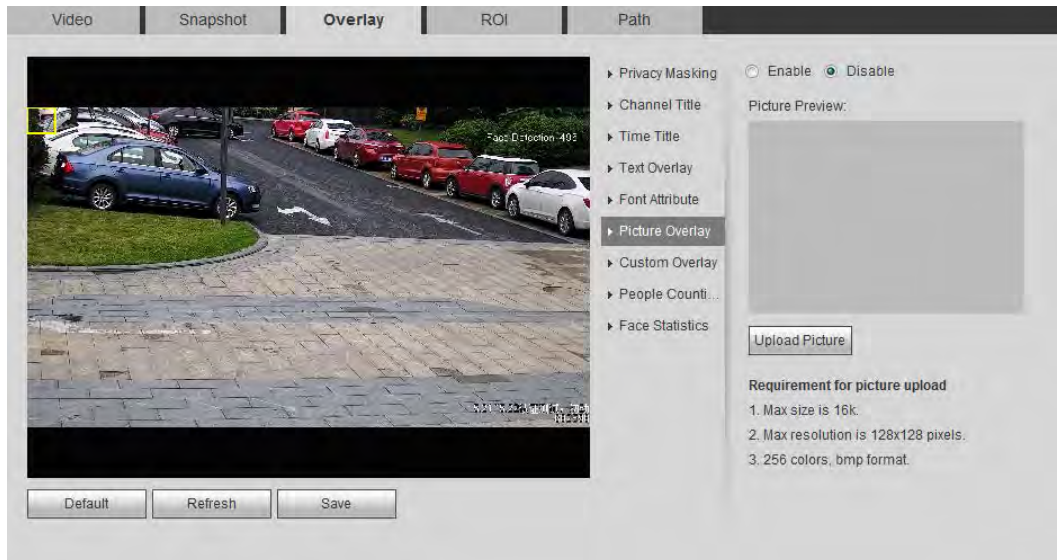 Video
Snapshot
Overlay
ROI
Path
Privacy Masking
Channel Title
Time Title
Text Overlay
Font Attribute
Picture Overlay
Custom Overlay
People Counti...
Face Statistics
Enable
Disable
Picture Preview:
Upload Picture
Requirement for picture upload
1. Max size is 16k.
2. Max resolution is 128x128 pixels.
3. 256 colors, bmp format.
Face Detection
Default
Refresh
Save